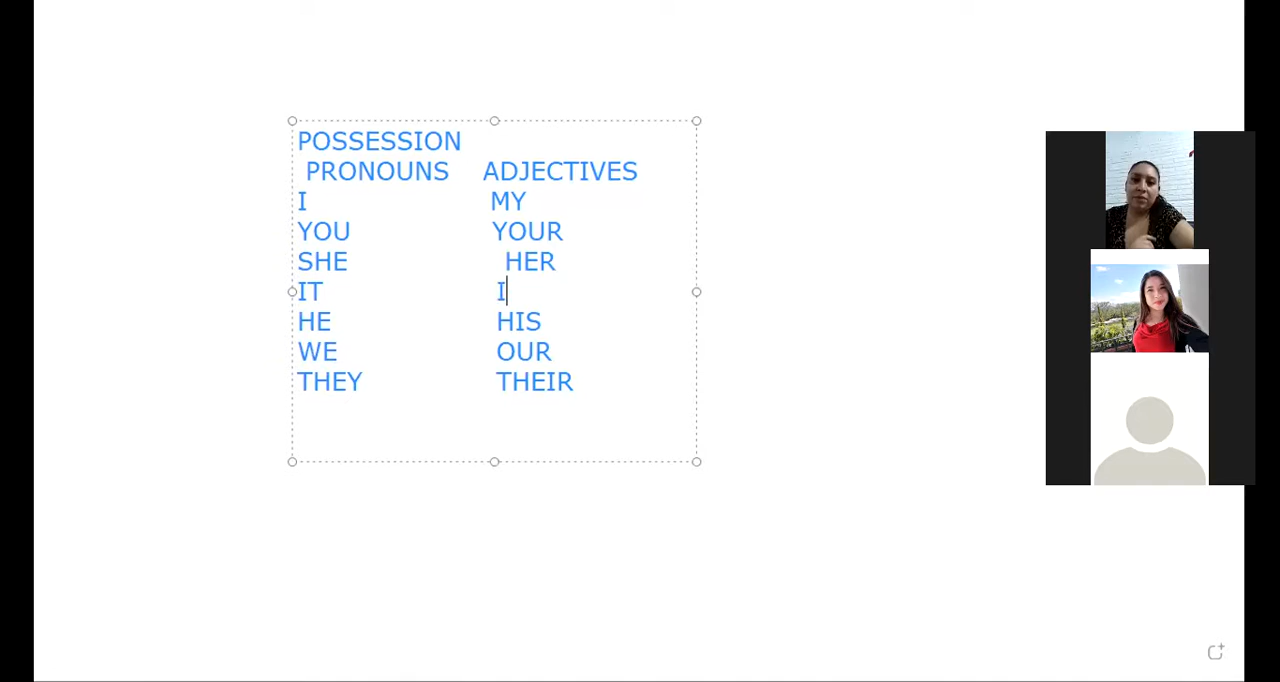 POSSESSION
PRONOUNS ADJECTIVES
I MY
YOU YOUR
SHE HER
IT I
HE HIS
WE OUR
THEY THEIR